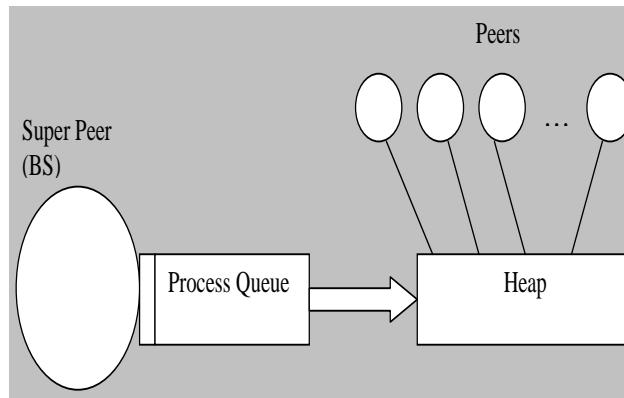 Peers
Super Peer
(BS)
...
Process Queue
Heap